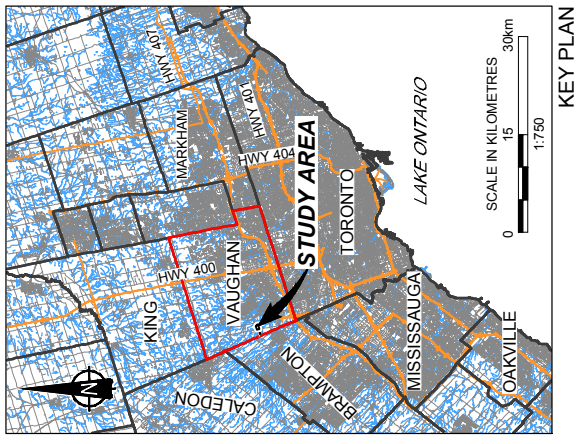 HWY 407
MARKHAM
HWY 401
HWY 404
KING
HWY 400
VAUGHAN
STUDY AREA
TORONTO
LAKE ONTARIO
CALEDON
BRAMPTON
MISSISSAUGA
OAKVILLE
N
SCALE IN KILOMETRES
0 15 30km
1:750
KEY PLAN